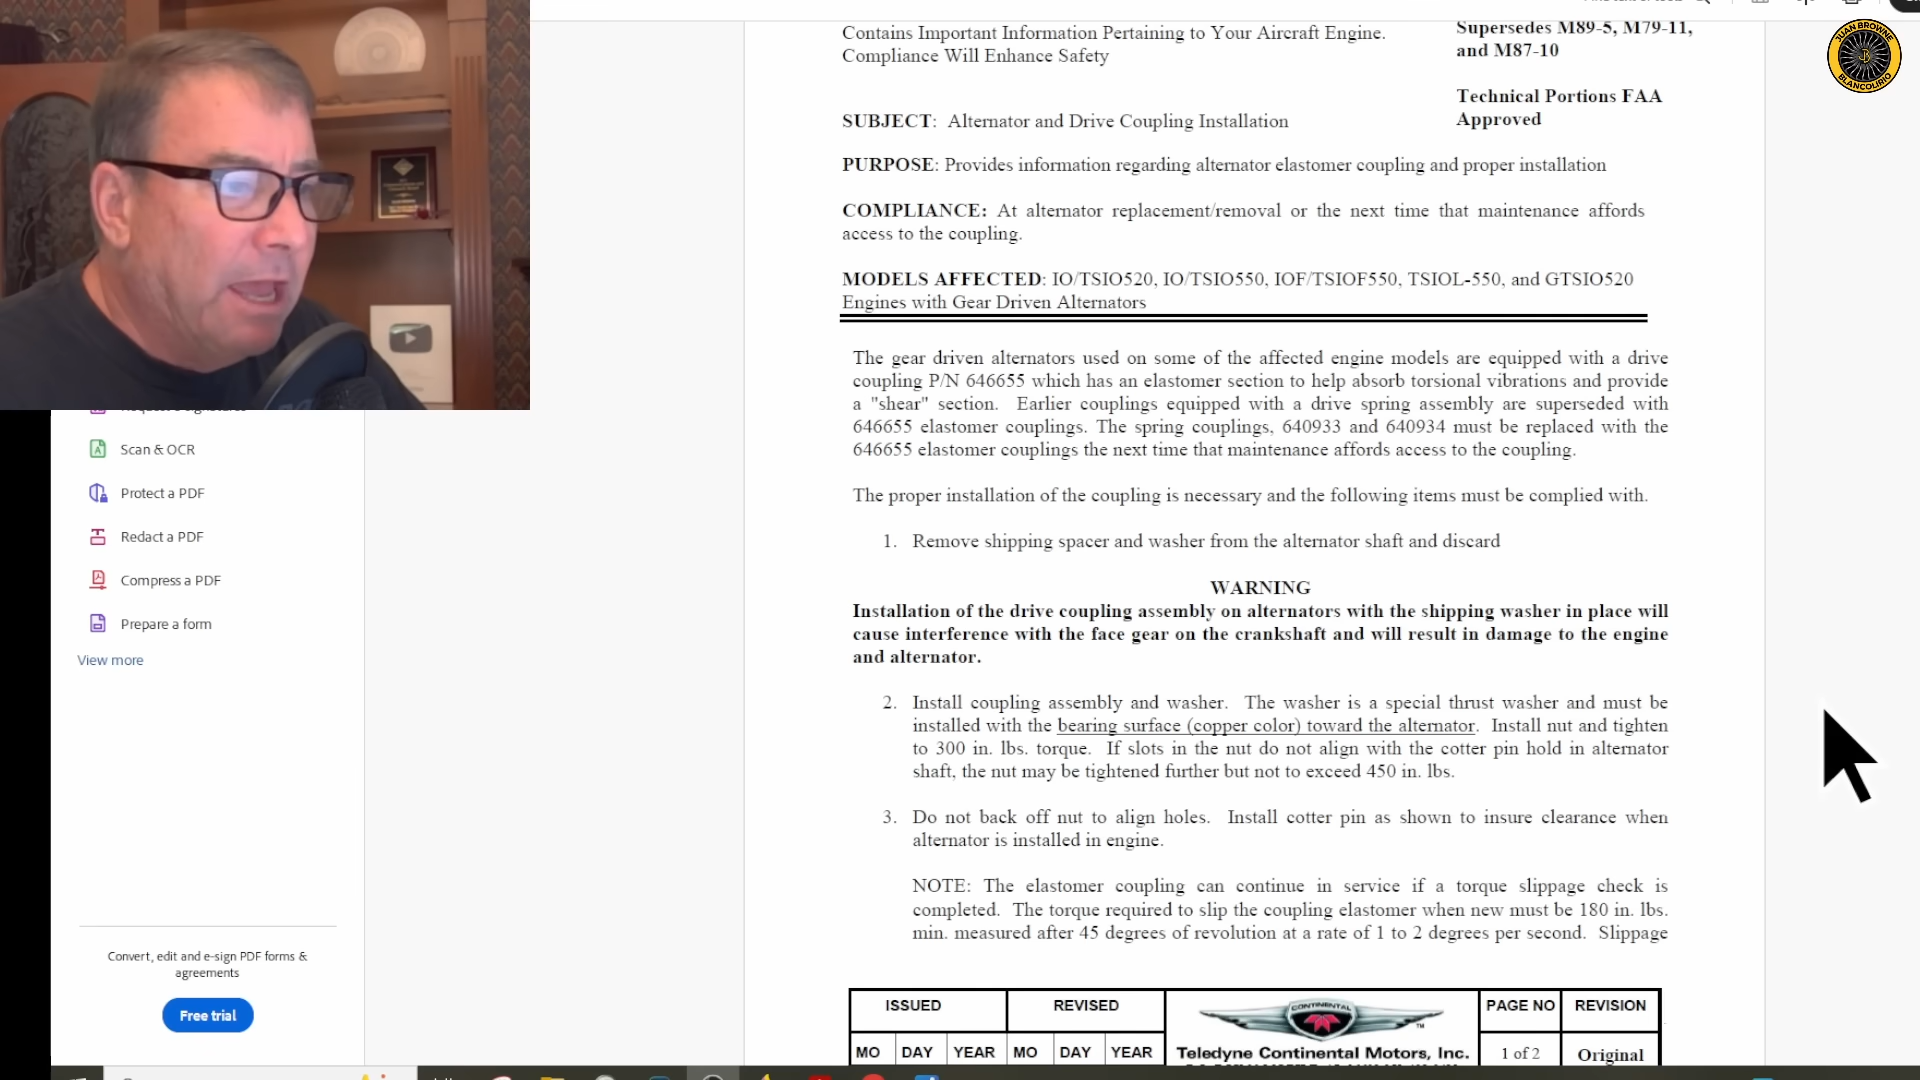 Contains Important Information Pertaining to Your Aircraft Engine.
Compliance Will Enhance Safety
Supersedes M89-5, M79-11,
and M87-10
Technical Portions FAA
Approved
SUBJECT: Alternator and Drive Coupling Installation
PURPOSE: Provides information regarding alternator elastomer coupling and proper installation
COMPLIANCE: At alternator replacement/removal or the next time that maintenance affords
access to the coupling.
MODELS AFFECTED: IO/TSIO520, IO/TSIO550, IOF/TSIOF550, TSIOL-550, and GTSIO520
Engines with Gear Driven Alternators
The gear driven alternators used on some of the affected engine models are equipped with a drive
coupling P/N 646655 which has an elastomer section to help absorb torsional vibrations and provide
a "shear" section. Earlier couplings equipped with a drive spring assembly are superseded with
646655 elastomer couplings. The spring couplings, 640933 and 640934 must be replaced with the
646655 elastomer couplings the next time that maintenance affords access to the coupling.
The proper installation of the coupling is necessary and the following items must be complied with.
1. Remove shipping spacer and washer from the alternator shaft and discard
WARNING
Installation of the drive coupling assembly on alternators with the shipping washer in place will
cause interference with the face gear on the crankshaft and will result in damage to the engine
and alternator.
2. Install coupling assembly and washer. The washer is a special thrust washer and must be
installed with the bearing surface (copper color) toward the alternator. Install nut and tighten
to 300 in. lbs. torque. If slots in the nut do not align with the cotter pin hold in alternator
shaft, the nut may be tightened further but not to exceed 450 in. lbs.
3. Do not back off nut to align holes. Install cotter pin as shown to insure clearance when
alternator is installed in engine.
NOTE: The elastomer coupling can continue in service if a torque slippage check is
completed. The torque required to slip the coupling elastomer when new must be 180 in. lbs.
min. measured after 45 degrees of revolution at a rate of 1 to 2 degrees per second. Slippage
ISSUED REVISED PAGE NO REVISION
MO DAY YEAR MO DAY YEAR
CONTINENTAL
TM
Teledyne Continental Motors, Inc.
1 of 2 Original
Scan & OCR
Protect a PDF
Redact a PDF
Compress a PDF
Prepare a form
View more
Convert, edit and e-sign PDF forms &
agreements
Free trial
JUAN BROWNE
BLANCOLIRIO